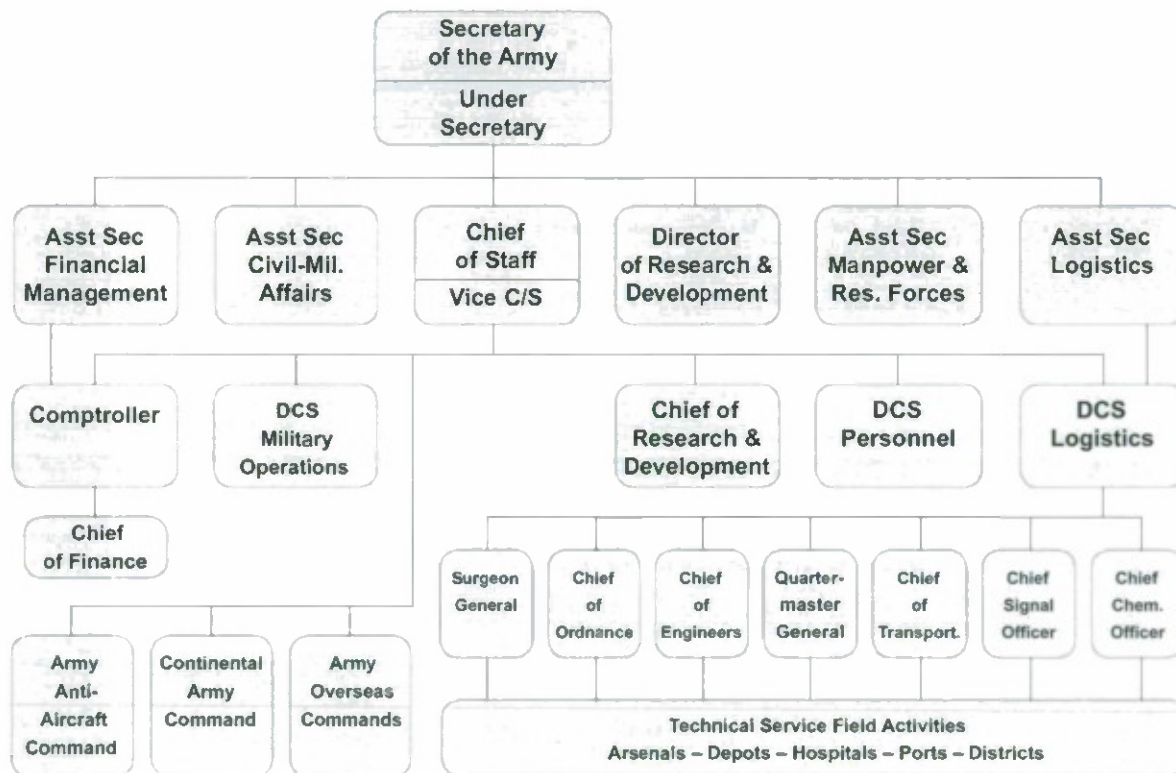 Secretary
of the Army
Under
Secretary
Asst Sec
Financial
Management
Asst Sec
Civil-Mil.
Affairs
Chief
of Staff
Vice C/S
Director
of Research &
Development
Asst Sec
Manpower &
Res. Forces
Asst Sec
Logistics
Comptroller
DCS
Military
Operations
Chief of
Research &
Development
DCS
Personnel
DCS
Logistics
Chief
of Finance
Surgeon
General
Chief
of
Ordnance
Chief
of
Engineers
Quarter-
master
General
Chief
of
Transport.
Chief
Signal
Officer
Chief
Chem.
Officer
Army
Anti-
Aircraft
Command
Continental
Army
Command
Army
Overseas
Commands
Technical Service Field Activities
Arsenals – Depots – Hospitals – Ports – Districts